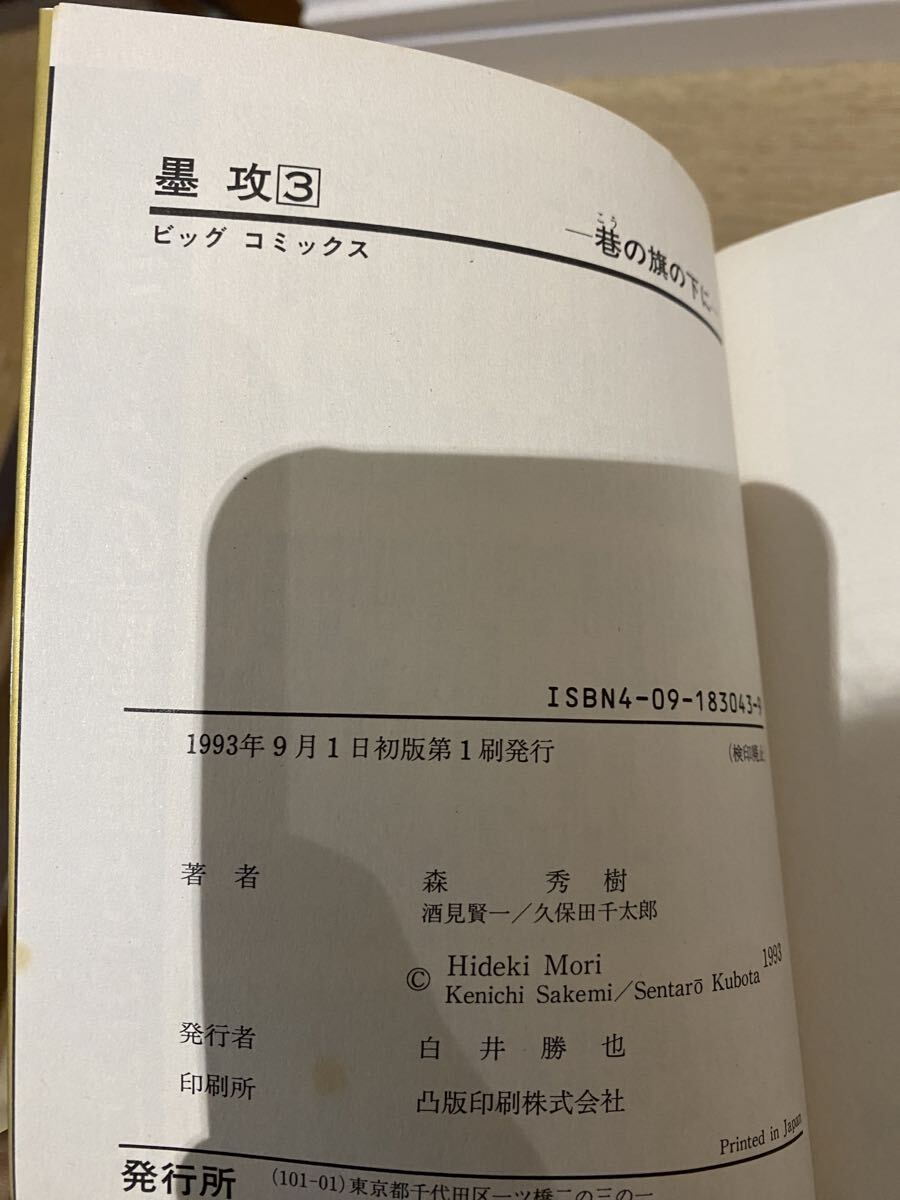 墨 攻3
ビッグ コミックス
こう
―巷の旗の下に―
ISBN4-09-183043-9
1993年9月1日初版第1刷発行
(検印廃止
著 者 森 秀 樹
酒見賢一／久保田千太郎
© Hideki Mori
Kenichi Sakemi/Sentarō Kubota 1993
発行者 白 井 勝 也
印刷所 凸版印刷株式会社
Printed in Japan
発行所 (101-01)東京都千代田区一ツ橋二の三の一